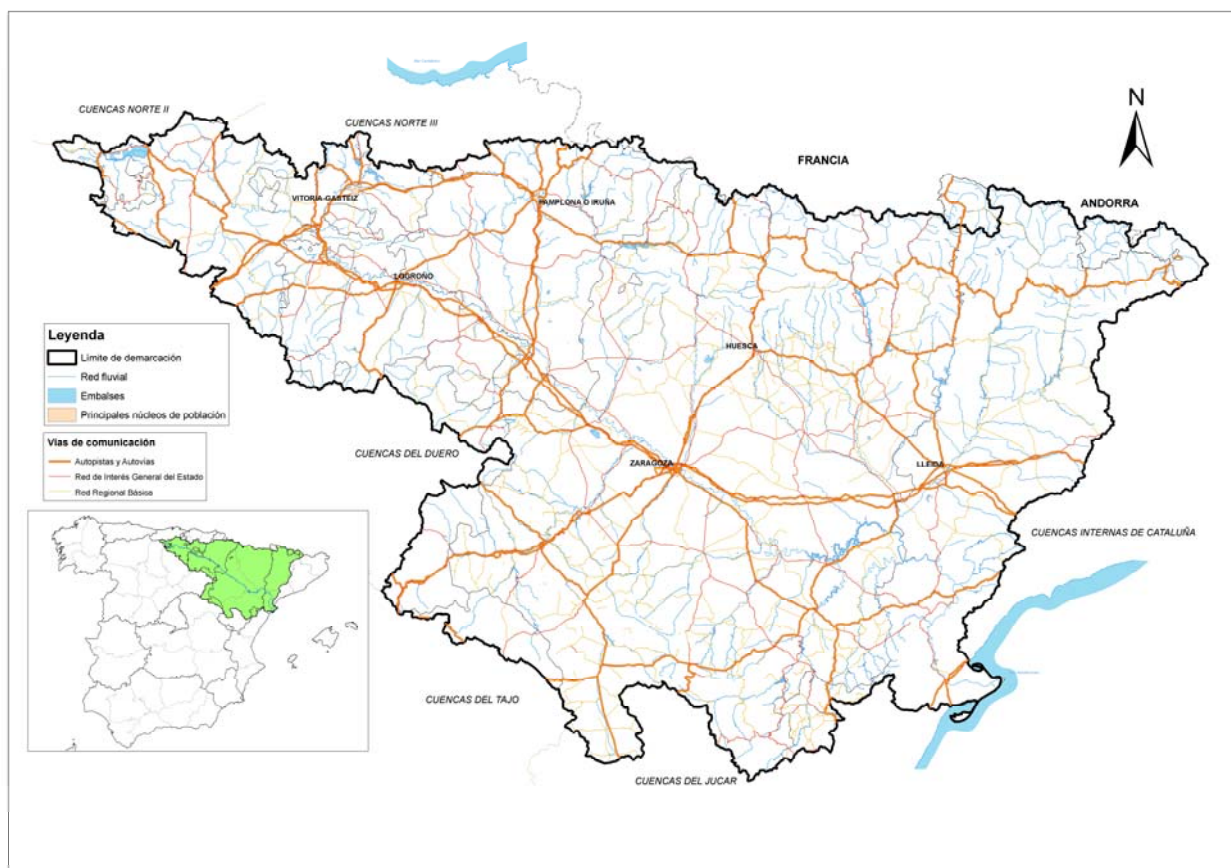 CUENCAS NORTE II
CUENCAS NORTE III
N
FRANCIA
ANDORRA
VITORIA-GASTEIZ
PAMPLONA O IRUÑA
LOGROÑO
HUESCA
ZARAGOZA
LLEIDA
CUENCAS DEL DUERO
CUENCAS INTERNAS DE CATALUÑA
CUENCAS DEL TAJO
CUENCAS DEL JUCAR
Leyenda
Límite de demarcación
Red fluvial
Embalses
Principales núcleos de población
Vías de comunicación
Autopistas y Autovías
Red de Interés General del Estado
Red Regional Básica